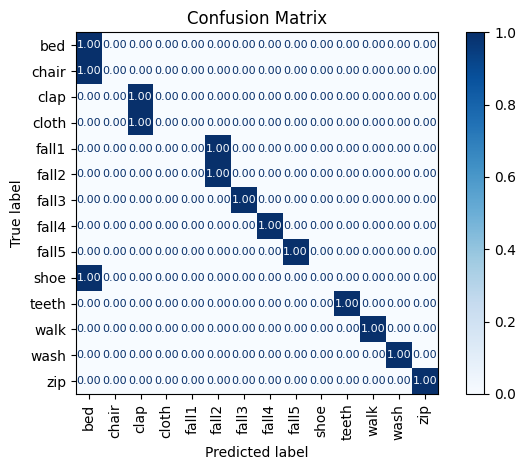 Confusion Matrix
True label
bed 1.00 0.00 0.00 0.00 0.00 0.00 0.00 0.00 0.00 0.00 0.00 0.00 0.00 0.00
chair 1.00 0.00 0.00 0.00 0.00 0.00 0.00 0.00 0.00 0.00 0.00 0.00 0.00 0.00
clap 0.00 0.00 1.00 0.00 0.00 0.00 0.00 0.00 0.00 0.00 0.00 0.00 0.00 0.00
cloth 0.00 0.00 1.00 0.00 0.00 0.00 0.00 0.00 0.00 0.00 0.00 0.00 0.00 0.00
fall1 0.00 0.00 0.00 0.00 0.00 1.00 0.00 0.00 0.00 0.00 0.00 0.00 0.00 0.00
fall2 0.00 0.00 0.00 0.00 0.00 1.00 0.00 0.00 0.00 0.00 0.00 0.00 0.00 0.00
fall3 0.00 0.00 0.00 0.00 0.00 0.00 1.00 0.00 0.00 0.00 0.00 0.00 0.00 0.00
fall4 0.00 0.00 0.00 0.00 0.00 0.00 0.00 1.00 0.00 0.00 0.00 0.00 0.00 0.00
fall5 0.00 0.00 0.00 0.00 0.00 0.00 0.00 0.00 1.00 0.00 0.00 0.00 0.00 0.00
shoe 1.00 0.00 0.00 0.00 0.00 0.00 0.00 0.00 0.00 0.00 0.00 0.00 0.00 0.00
teeth 0.00 0.00 0.00 0.00 0.00 0.00 0.00 0.00 0.00 0.00 1.00 0.00 0.00 0.00
walk 0.00 0.00 0.00 0.00 0.00 0.00 0.00 0.00 0.00 0.00 0.00 1.00 0.00 0.00
wash 0.00 0.00 0.00 0.00 0.00 0.00 0.00 0.00 0.00 0.00 0.00 0.00 1.00 0.00
zip 0.00 0.00 0.00 0.00 0.00 0.00 0.00 0.00 0.00 0.00 0.00 0.00 0.00 1.00
bed chair clap cloth fall1 fall2 fall3 fall4 fall5 shoe teeth walk wash zip
Predicted label
1.0
0.8
0.6
0.4
0.2
0.0